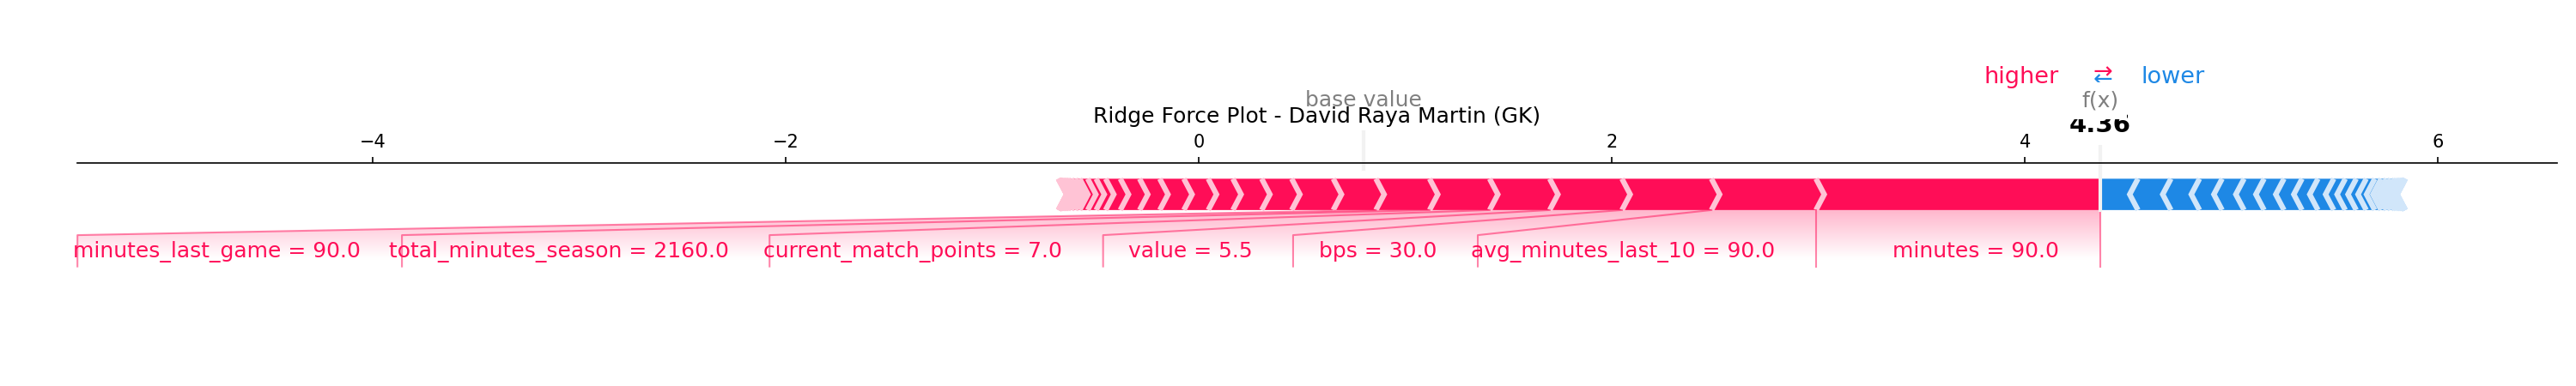 higher ⇄ lower
base value f(x)
Ridge Force Plot - David Raya Martin (GK) 4.36
−4 −2 0 2 4 6
minutes_last_game = 90.0 total_minutes_season = 2160.0 current_match_points = 7.0 value = 5.5 bps = 30.0 avg_minutes_last_10 = 90.0 minutes = 90.0